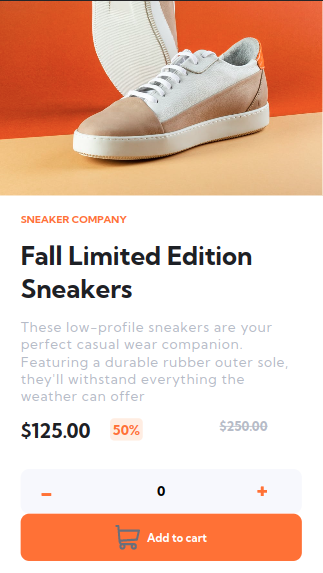 SNEAKER COMPANY
Fall Limited Edition
Sneakers
These low-profile sneakers are your
perfect casual wear companion.
Featuring a durable rubber outer sole,
they'll withstand everything the
weather can offer
$125.00 50% $250.00
– 0 +
Add to cart